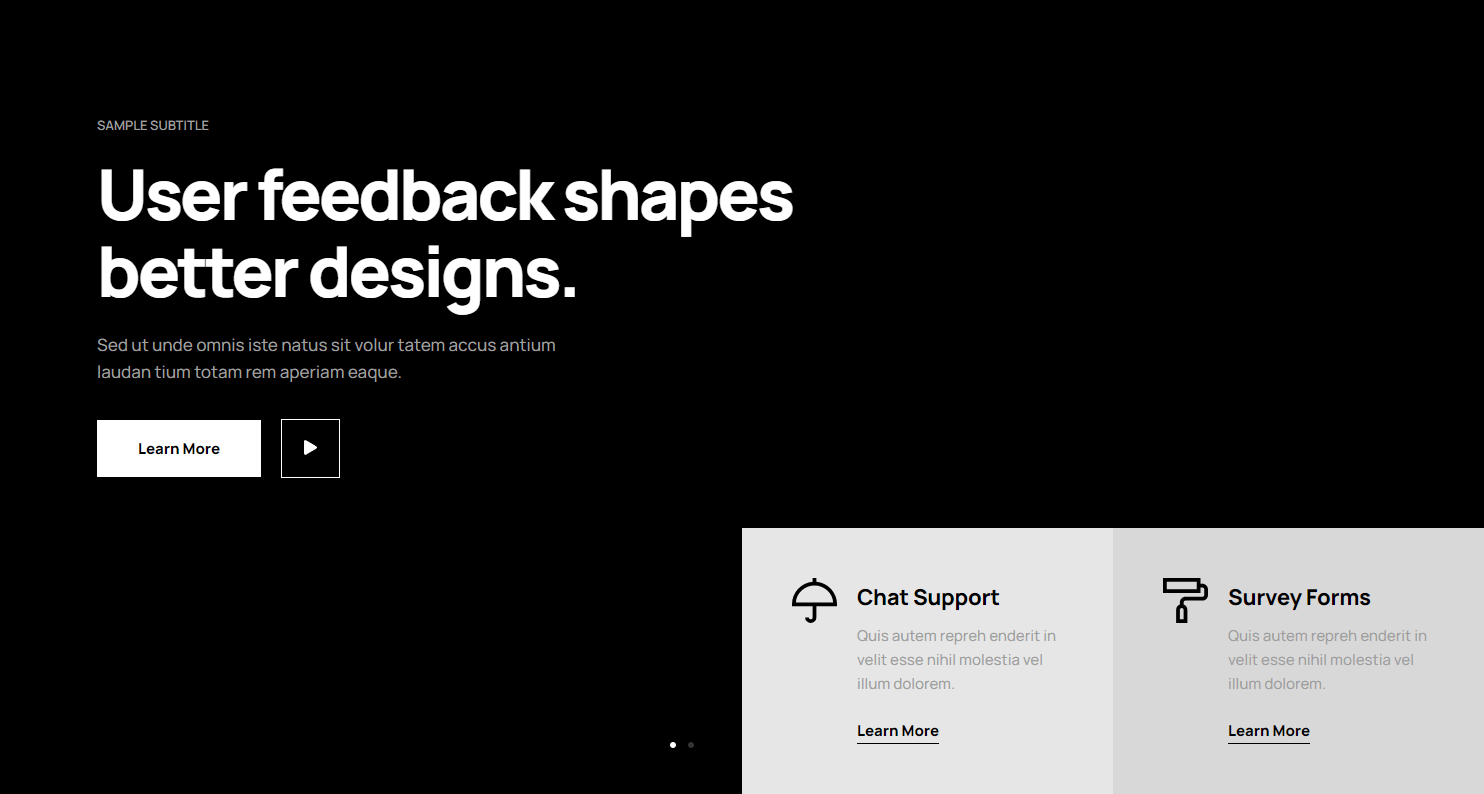 SAMPLE SUBTITLE
User feedback shapes
better designs.
Sed ut unde omnis iste natus sit volur tatem accus antium
laudan tium totam rem aperiam eaque.
Learn More
Chat Support
Quis autem repreh enderit in
velit esse nihil molestia vel
illum dolorem.
Learn More
Survey Forms
Quis autem repreh enderit in
velit esse nihil molestia vel
illum dolorem.
Learn More